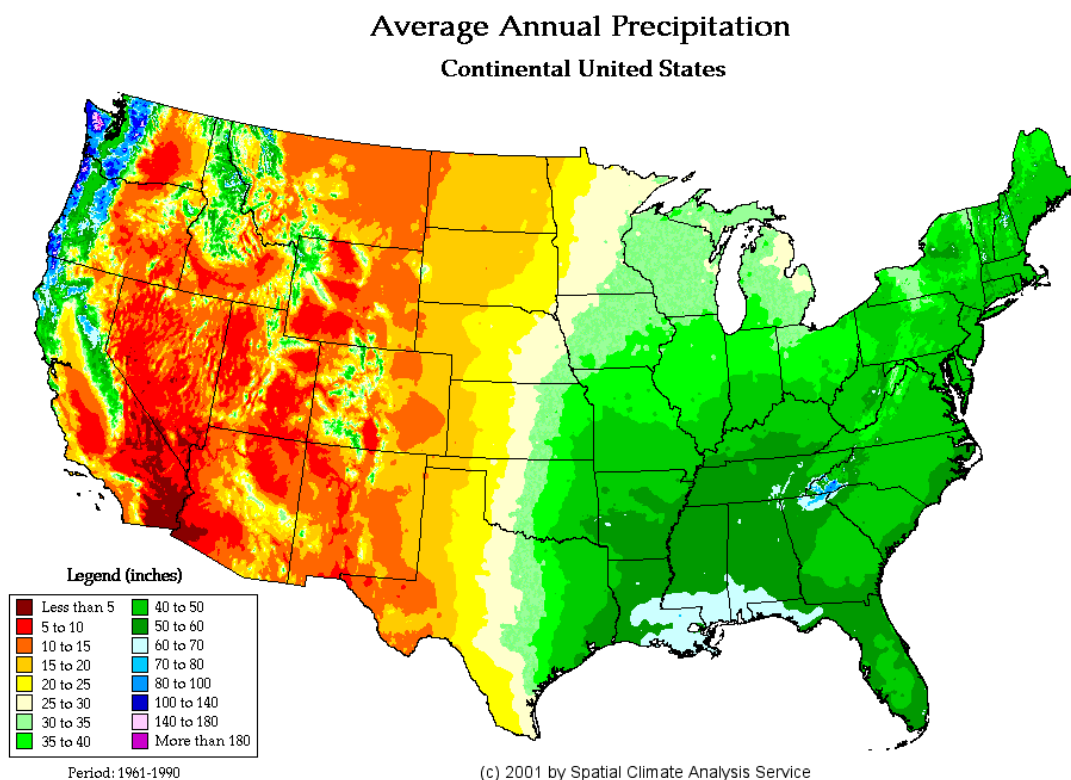 Average Annual Precipitation
Continental United States
Legend (inches)
Less than 5
5 to 10
10 to 15
15 to 20
20 to 25
25 to 30
30 to 35
35 to 40
40 to 50
50 to 60
60 to 70
70 to 80
80 to 100
100 to 140
140 to 180
More than 180
Period: 1961-1990
(c) 2001 by Spatial Climate Analysis Service